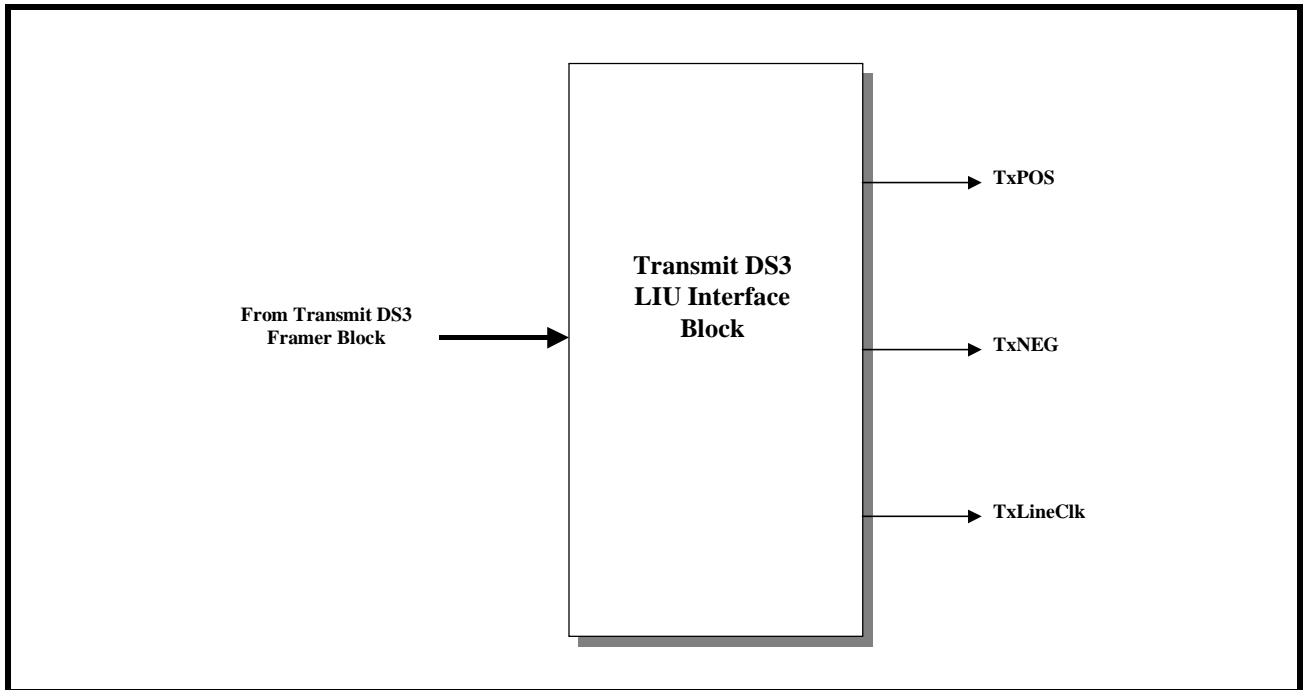 From Transmit DS3
Framer Block
Transmit DS3
LIU Interface
Block
TxPOS
TxNEG
TxLineClk